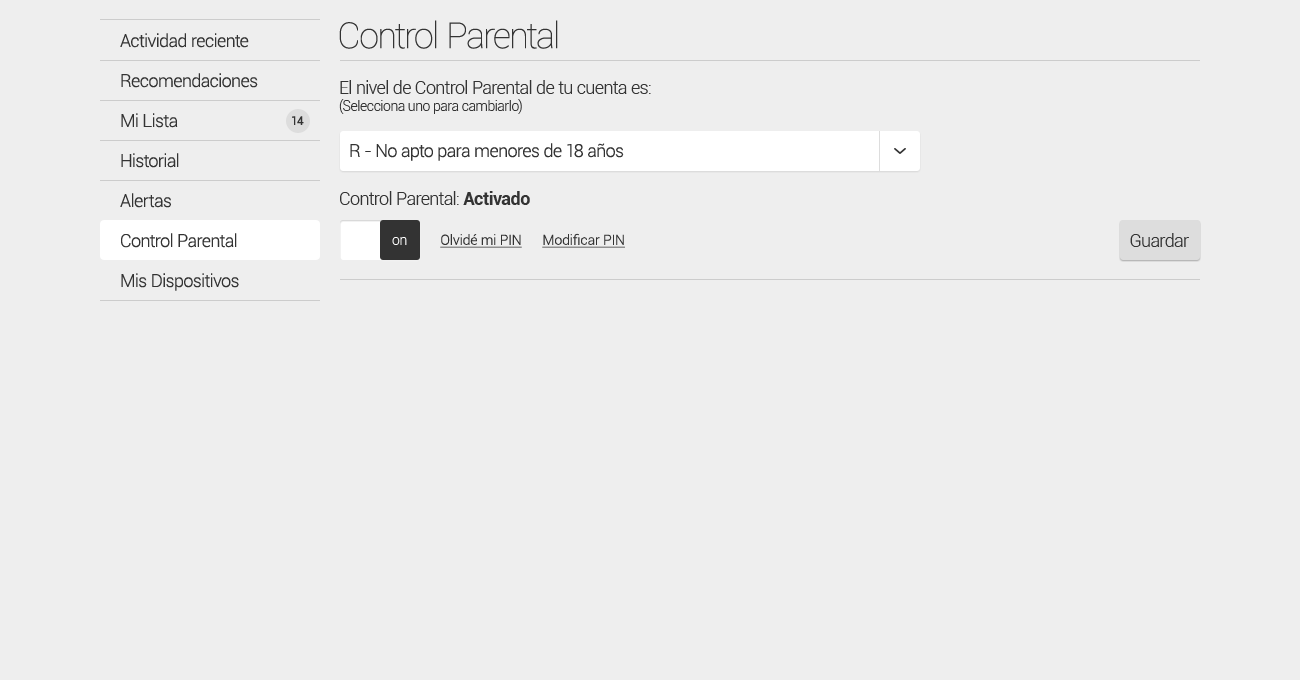 Actividad reciente
Recomendaciones
Mi Lista 14
Historial
Alertas
Control Parental
Mis Dispositivos
Control Parental
El nivel de Control Parental de tu cuenta es:
(Selecciona uno para cambiarlo)
R - No apto para menores de 18 años
Control Parental: Activado
on Olvidé mi PIN Modificar PIN Guardar